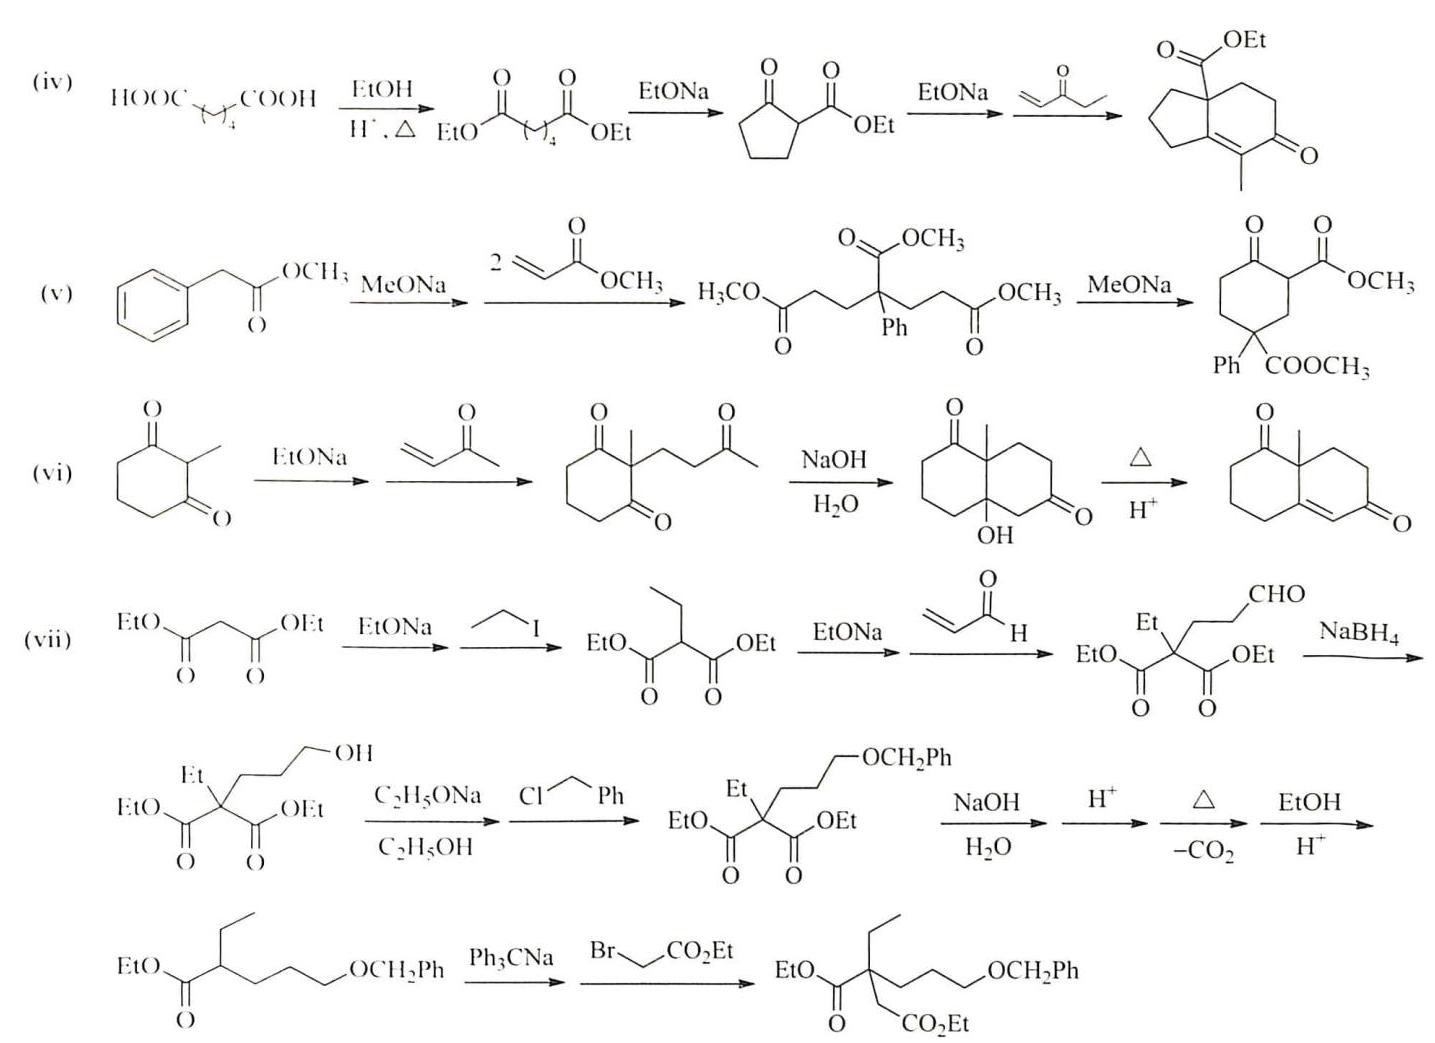 (iv) HOOC COOH 4 EtOH H⁺, △ EtO O O OEt 4 EtONa O O OEt EtONa O O OEt O
(v) OCH₃ O MeONa 2 O OCH₃ H₃CO O O OCH₃ Ph OCH₃ O MeONa O O OCH₃ Ph COOCH₃
(vi) O O EtONa O O O O NaOH H₂O O OH O △ H⁺ O O
(vii) EtO O O OEt EtONa I EtO O O OEt EtONa O H Et CHO EtO O O OEt NaBH₄
Et OH EtO O O OEt C₂H₅ONa C₂H₅OH Cl Ph Et OCH₂Ph EtO O O OEt NaOH H₂O H⁺ △ −CO₂ EtOH H⁺
EtO O OCH₂Ph Ph₃CNa Br CO₂Et EtO O OCH₂Ph CO₂Et